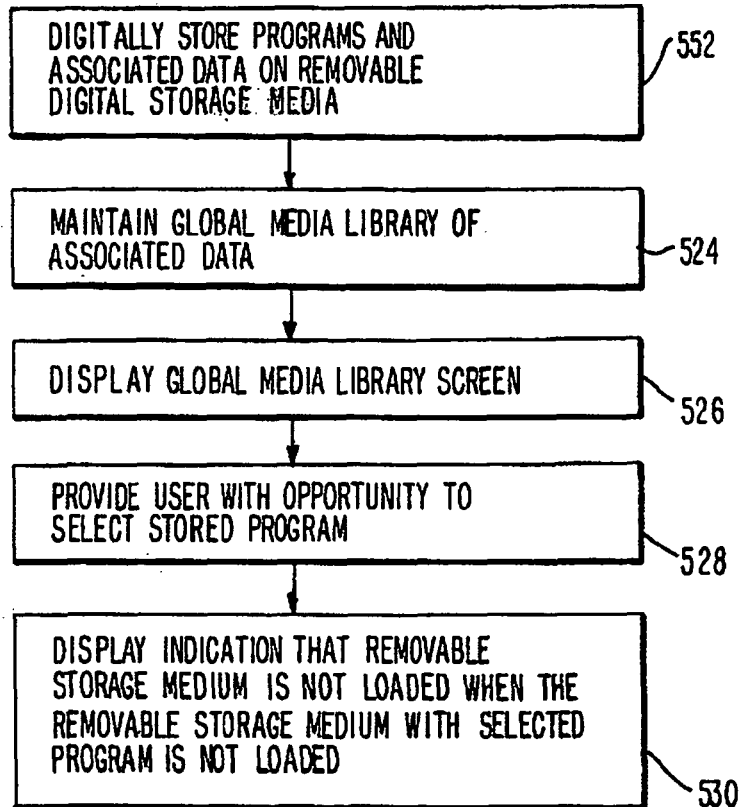 DIGITALLY STORE PROGRAMS AND
ASSOCIATED DATA ON REMOVABLE
DIGITAL STORAGE MEDIA
552
MAINTAIN GLOBAL MEDIA LIBRARY OF
ASSOCIATED DATA
524
DISPLAY GLOBAL MEDIA LIBRARY SCREEN
526
PROVIDE USER WITH OPPORTUNITY TO
SELECT STORED PROGRAM
528
DISPLAY INDICATION THAT REMOVABLE
STORAGE MEDIUM IS NOT LOADED WHEN THE
REMOVABLE STORAGE MEDIUM WITH SELECTED
PROGRAM IS NOT LOADED
530